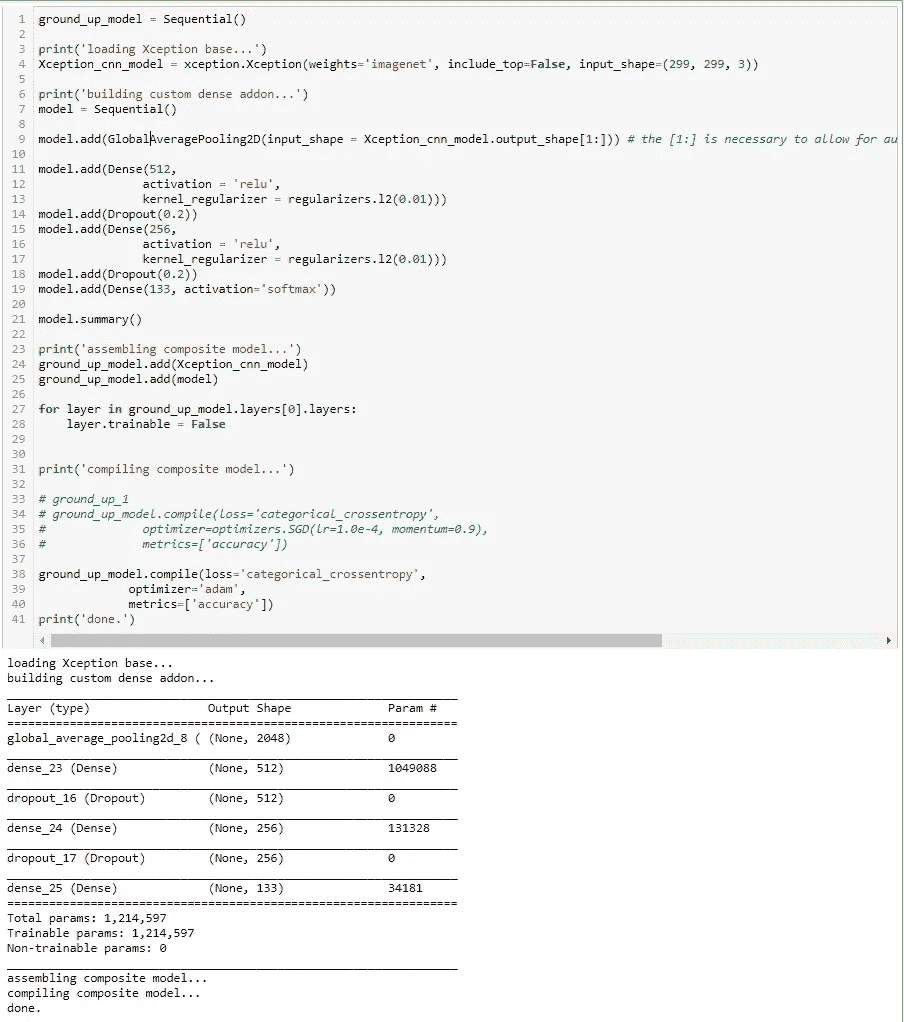 1 ground_up_model = Sequential()
2
3 print('loading Xception base...')
4 Xception_cnn_model = xception.Xception(weights='imagenet', include_top=False, input_shape=(299, 299, 3))
5
6 print('building custom dense addon...')
7 model = Sequential()
8
9 model.add(GlobalAveragePooling2D(input_shape = Xception_cnn_model.output_shape[1:])) # the [1:] is necessary to allow for au
10
11 model.add(Dense(512,
12 activation = 'relu',
13 kernel_regularizer = regularizers.l2(0.01)))
14 model.add(Dropout(0.2))
15 model.add(Dense(256,
16 activation = 'relu',
17 kernel_regularizer = regularizers.l2(0.01)))
18 model.add(Dropout(0.2))
19 model.add(Dense(133, activation='softmax'))
20
21 model.summary()
22
23 print('assembling composite model...')
24 ground_up_model.add(Xception_cnn_model)
25 ground_up_model.add(model)
26
27 for layer in ground_up_model.layers[0].layers:
28 layer.trainable = False
29
30
31 print('compiling composite model...')
32
33 # ground_up_1
34 # ground_up_model.compile(loss='categorical_crossentropy',
35 # optimizer=optimizers.SGD(lr=1.0e-4, momentum=0.9),
36 # metrics=['accuracy'])
37
38 ground_up_model.compile(loss='categorical_crossentropy',
39 optimizer='adam',
40 metrics=['accuracy'])
41 print('done.')
loading Xception base...
building custom dense addon...
Layer (type) Output Shape Param #
global_average_pooling2d_8 ( (None, 2048) 0
dense_23 (Dense) (None, 512) 1049088
dropout_16 (Dropout) (None, 512) 0
dense_24 (Dense) (None, 256) 131328
dropout_17 (Dropout) (None, 256) 0
dense_25 (Dense) (None, 133) 34181
Total params: 1,214,597
Trainable params: 1,214,597
Non-trainable params: 0
assembling composite model...
compiling composite model...
done.